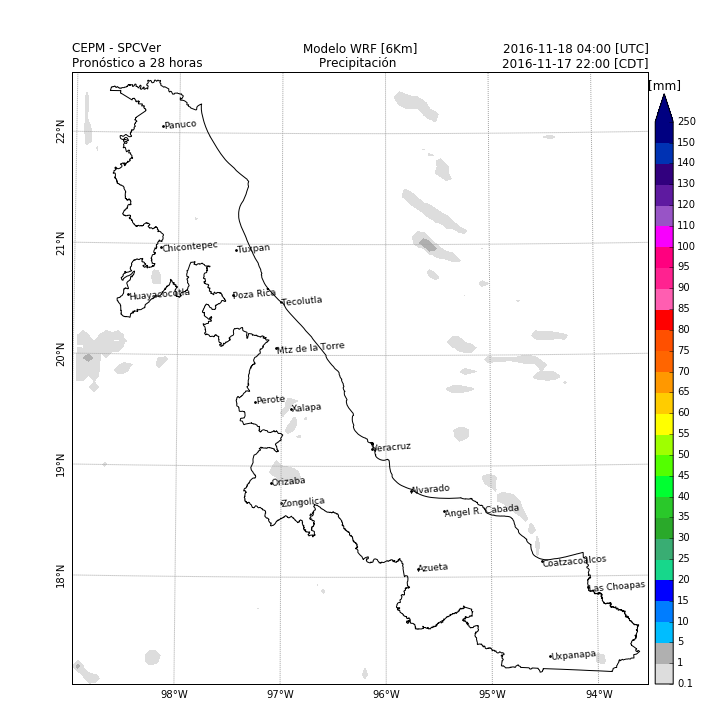 CEPM - SPCVer
Modelo WRF [6Km]
2016-11-18 04:00 [UTC]
Pronóstico a 28 horas
Precipitación
2016-11-17 22:00 [CDT]
[mm]
250
150
140
130
120
110
100
95
90
85
80
75
70
65
60
55
50
45
40
35
30
25
20
15
10
5
1
0.1
22°N
21°N
20°N
19°N
18°N
Panuco
Chicontepec
Tuxpan
Huayacocotla
Poza Rica
Tecolutla
Mtz de la Torre
Perote
Xalapa
Veracruz
Orizaba
Alvarado
Zongolica
Angel R. Cabada
Azueta
Coatzacoalcos
Las Choapas
Uxpanapa
98°W
97°W
96°W
95°W
94°W